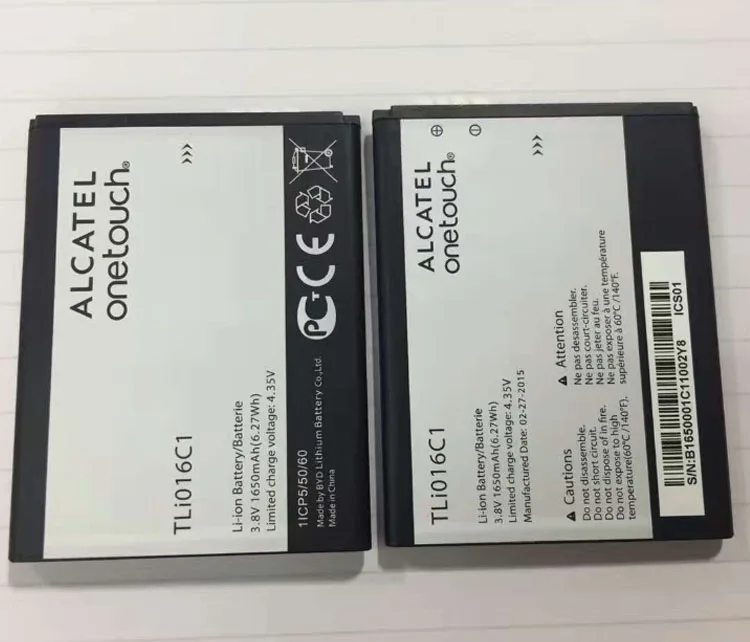 ALCATEL
onetouch®
>>>
TLi016C1
Li-ion Battery/Batterie
3.8V 1650mAh(6.27Wh)
Limited charge voltage: 4.35V
1ICP5/50/60
Made by BYD Lithium Battery Co.,Ltd.
Made in China
PCT
CE
ALCATEL
onetouch®
>>>
TLi016C1
Li-ion Battery/Batterie
3.8V 1650mAh(6.27Wh)
Limited charge voltage: 4.35V
Manufactured Date: 02-27-2015
Cautions
Do not disassembler.
Do not short circuit.
Do not dispose of in fire.
Do not expose to high
temperature(60°C /140°F).
Attention
Ne pas desassembler.
Ne pas court-circuiter.
Ne pas jeter au feu.
Ne pas exposer à une température
supérieure à 60°C /140°F.
S/N:B1650001C11002Y8
ICS01